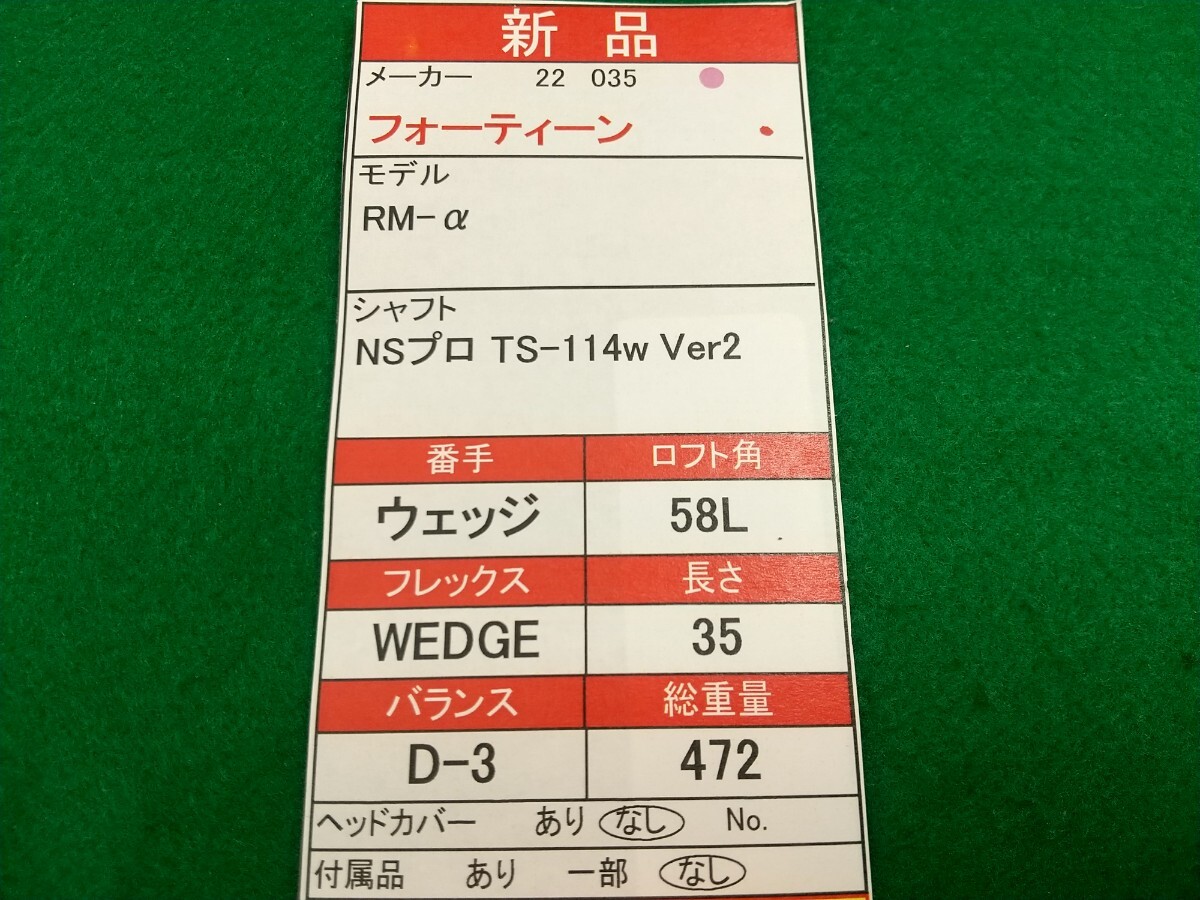 新 品
メーカー 22 035
フォーティーン
モデル
RM-α
シャフト
NSプロ TS-114w Ver2
番手 ロフト角
ウェッジ 58L
フレックス 長さ
WEDGE 35
バランス 総重量
D-3 472
ヘッドカバー あり なし No.
付属品 あり 一部 なし